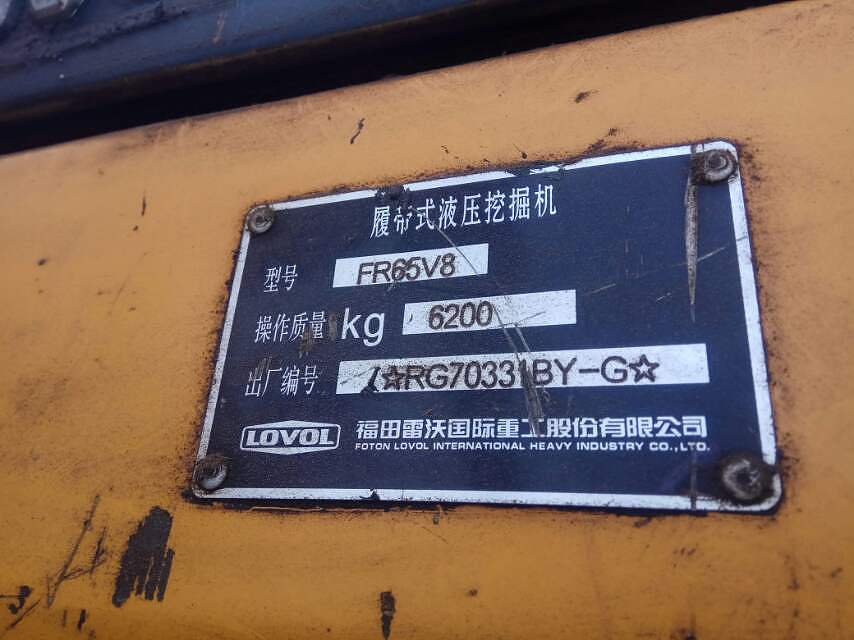 履带式液压挖掘机
型号 FR65V8
操作质量 kg 6200
出厂编号 7☆RG70331BY-G☆
LOVOL 福田雷沃国际重工股份有限公司
FOTON LOVOL INTERNATIONAL HEAVY INDUSTRY CO.,LTD.